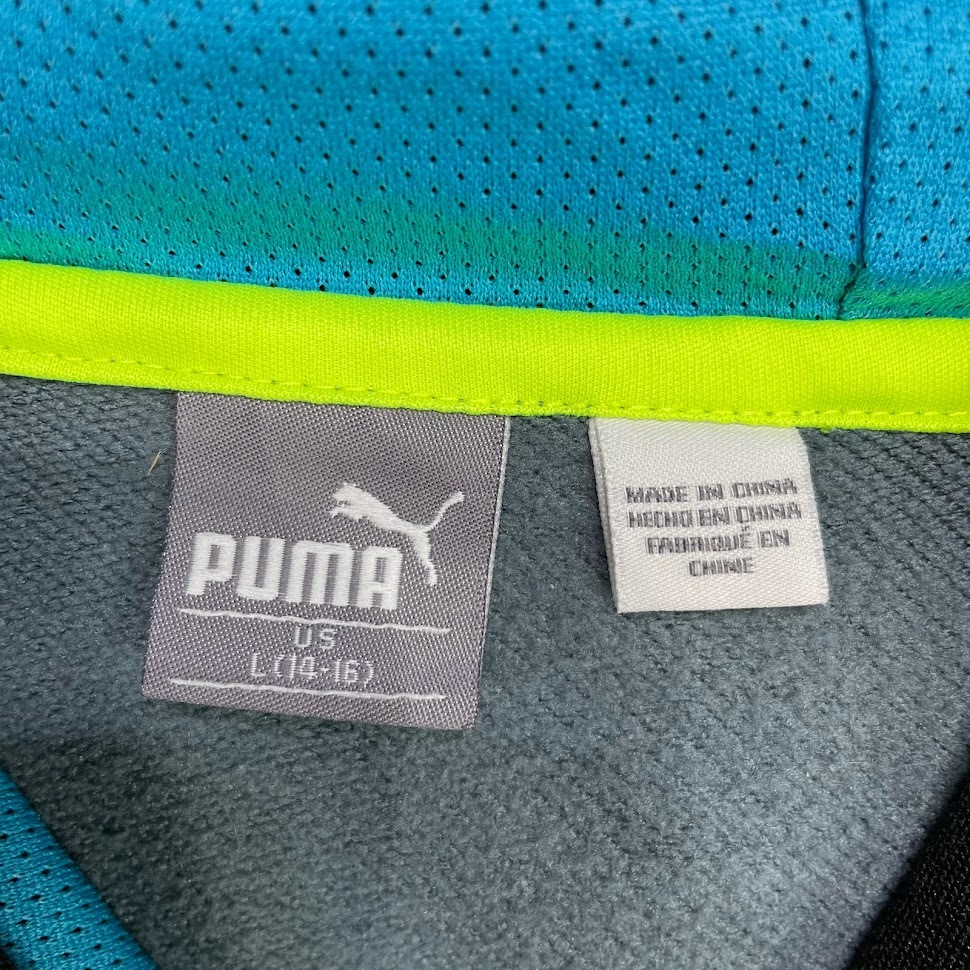 PUMA
US
L(14-16)
MADE IN CHINA
HECHO EN CHINA
FABRIQUÉ EN
CHINE